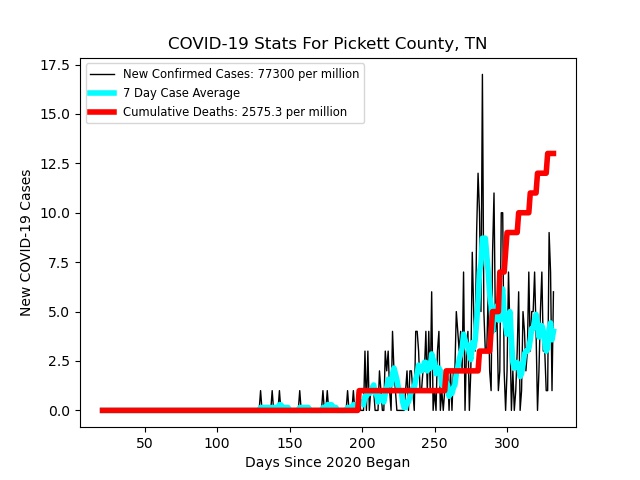 COVID-19 Stats For Pickett County, TN
New Confirmed Cases: 77300 per million
7 Day Case Average
Cumulative Deaths: 2575.3 per million
New COVID-19 Cases
17.5
15.0
12.5
10.0
7.5
5.0
2.5
0.0
50 100 150 200 250 300
Days Since 2020 Began